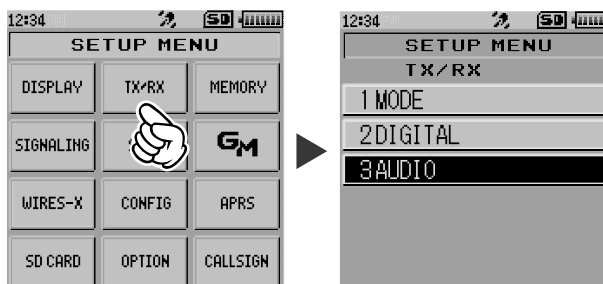 12:34 SD
SETUP MENU
DISPLAY TX/RX MEMORY
SIGNALING GM
WIRES-X CONFIG APRS
SD CARD OPTION CALLSIGN
12:34 SD
SETUP MENU
TX/RX
1 MODE
2 DIGITAL
3 AUDIO